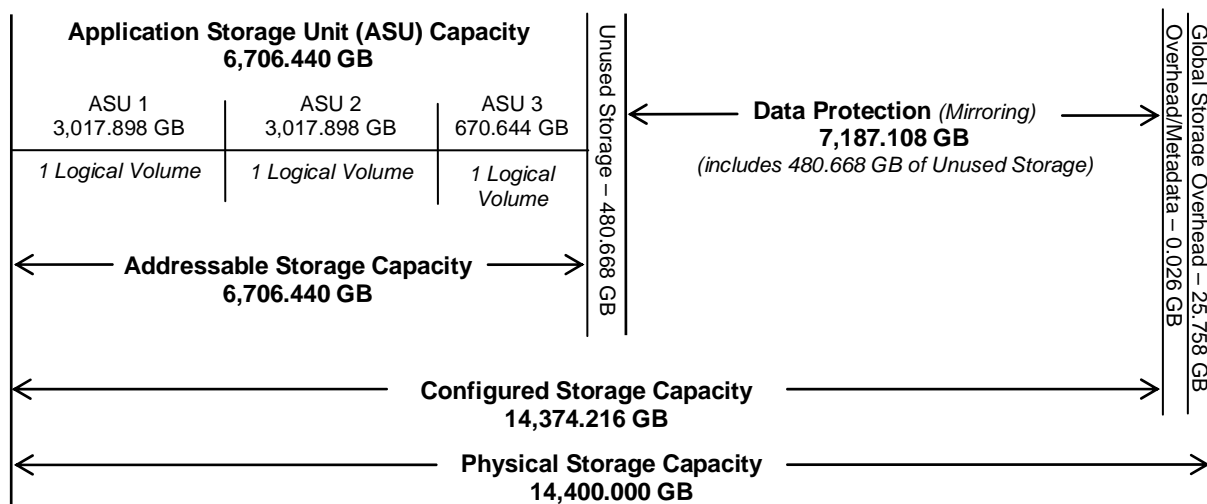 Application Storage Unit (ASU) Capacity
6,706.440 GB
ASU 1
3,017.898 GB
ASU 2
3,017.898 GB
ASU 3
670.644 GB
1 Logical Volume
1 Logical Volume
1 Logical
Volume
Addressable Storage Capacity
6,706.440 GB
Unused Storage – 480.668 GB
Data Protection (Mirroring)
7,187.108 GB
(includes 480.668 GB of Unused Storage)
Overhead/Metadata – 0.026 GB
Global Storage Overhead – 25.758 GB
Configured Storage Capacity
14,374.216 GB
Physical Storage Capacity
14,400.000 GB